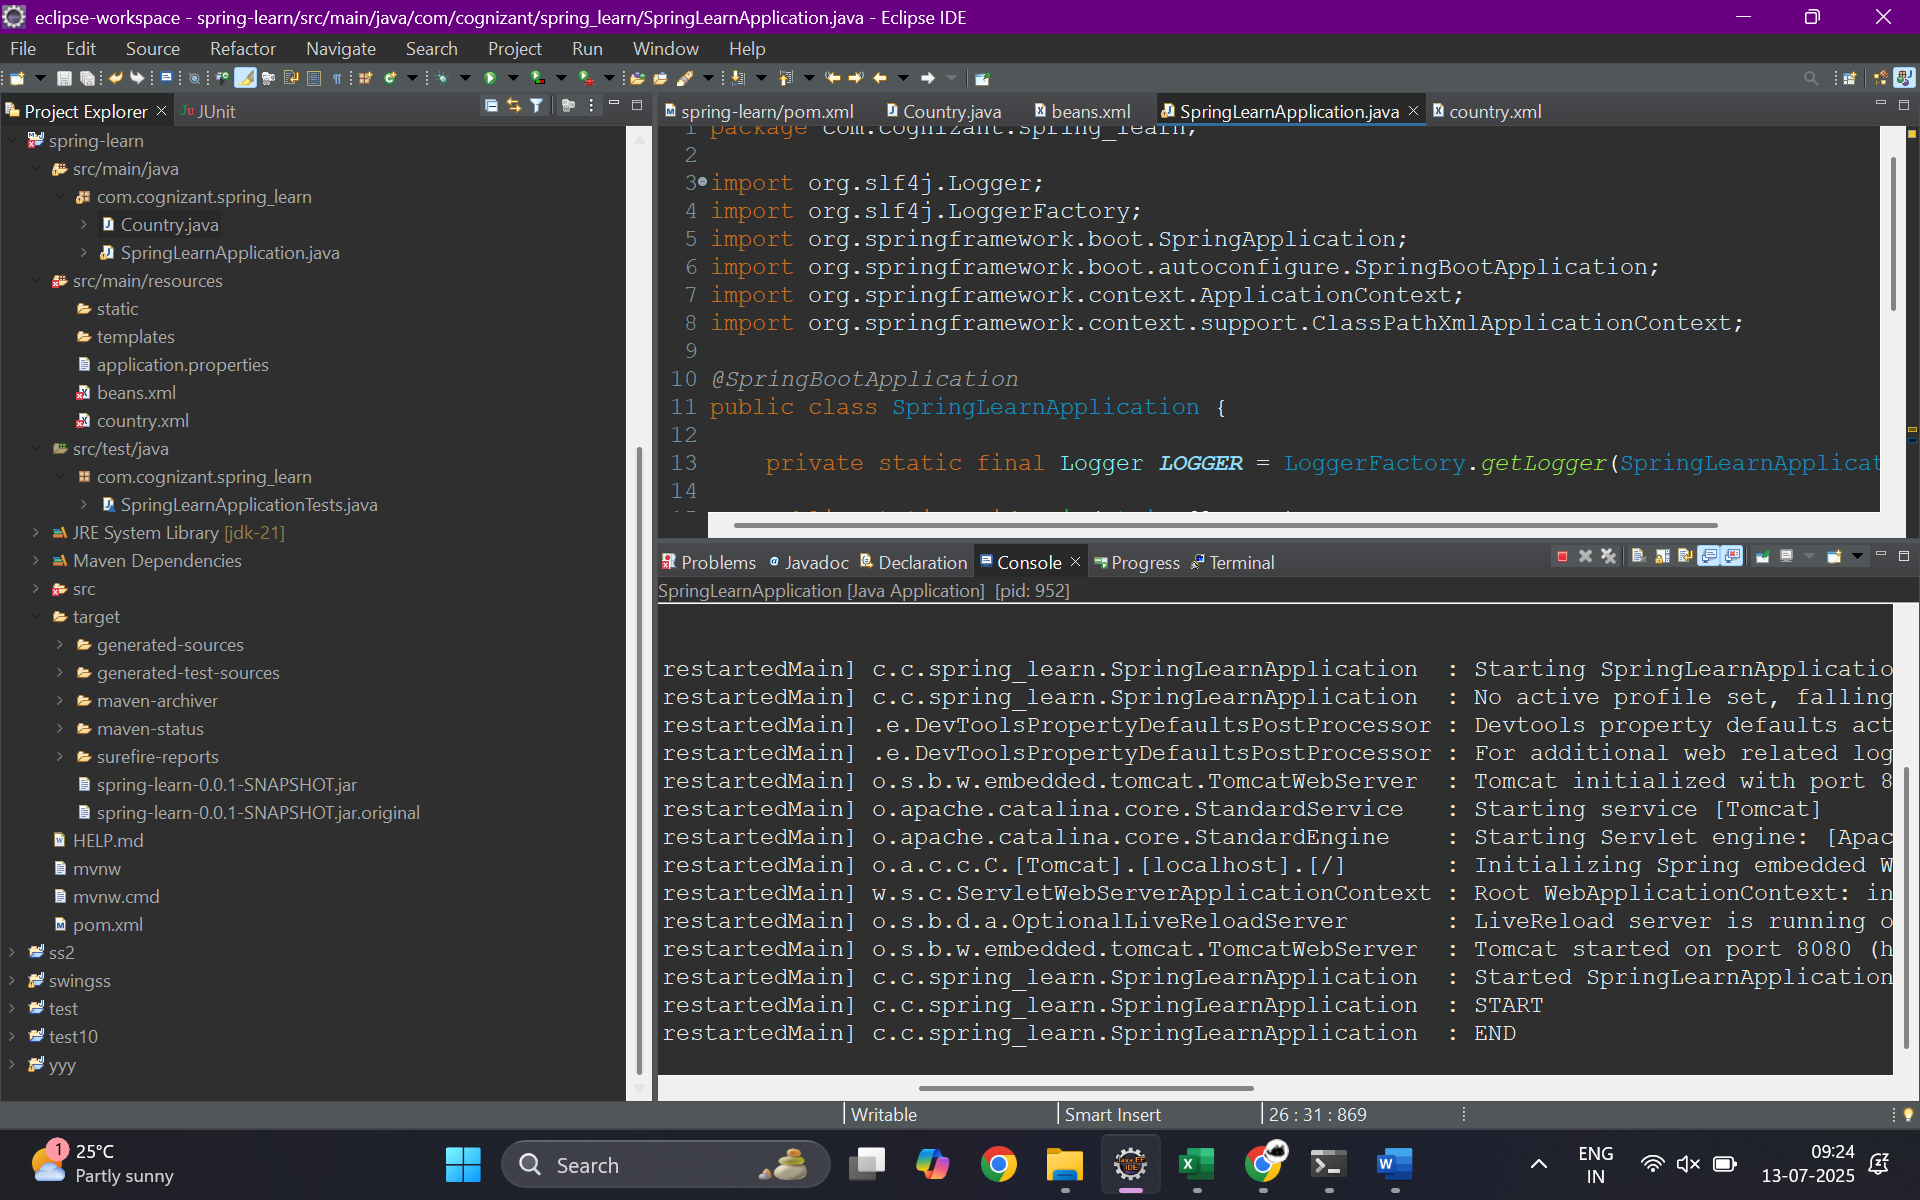 eclipse-workspace - spring-learn/src/main/java/com/cognizant/spring_learn/SpringLearnApplication.java - Eclipse IDE
File Edit Source Refactor Navigate Search Project Run Window Help
Project Explorer
JUnit
spring-learn
src/main/java
com.cognizant.spring_learn
Country.java
SpringLearnApplication.java
src/main/resources
static
templates
application.properties
beans.xml
country.xml
src/test/java
com.cognizant.spring_learn
SpringLearnApplicationTests.java
JRE System Library [jdk-21]
Maven Dependencies
src
target
generated-sources
generated-test-sources
maven-archiver
maven-status
surefire-reports
spring-learn-0.0.1-SNAPSHOT.jar
spring-learn-0.0.1-SNAPSHOT.jar.original
HELP.md
mvnw
mvnw.cmd
pom.xml
ss2
swingss
test
test10
yyy
spring-learn/pom.xml Country.java beans.xml SpringLearnApplication.java country.xml
1 package com.cognizant.spring_learn;
2
3 import org.slf4j.Logger;
4 import org.slf4j.LoggerFactory;
5 import org.springframework.boot.SpringApplication;
6 import org.springframework.boot.autoconfigure.SpringBootApplication;
7 import org.springframework.context.ApplicationContext;
8 import org.springframework.context.support.ClassPathXmlApplicationContext;
9
10 @SpringBootApplication
11 public class SpringLearnApplication {
12
13 private static final Logger LOGGER = LoggerFactory.getLogger(SpringLearnApplicat
14
Problems Javadoc Declaration Console Progress Terminal
SpringLearnApplication [Java Application] [pid: 952]
restartedMain] c.c.spring_learn.SpringLearnApplication : Starting SpringLearnApplicatio
restartedMain] c.c.spring_learn.SpringLearnApplication : No active profile set, falling
restartedMain] .e.DevToolsPropertyDefaultsPostProcessor : Devtools property defaults act
restartedMain] .e.DevToolsPropertyDefaultsPostProcessor : For additional web related log
restartedMain] o.s.b.w.embedded.tomcat.TomcatWebServer : Tomcat initialized with port 8
restartedMain] o.apache.catalina.core.StandardService : Starting service [Tomcat]
restartedMain] o.apache.catalina.core.StandardEngine : Starting Servlet engine: [Apac
restartedMain] o.a.c.c.C.[Tomcat].[localhost].[/] : Initializing Spring embedded W
restartedMain] w.s.c.ServletWebServerApplicationContext : Root WebApplicationContext: in
restartedMain] o.s.b.d.a.OptionalLiveReloadServer : LiveReload server is running o
restartedMain] o.s.b.w.embedded.tomcat.TomcatWebServer : Tomcat started on port 8080 (h
restartedMain] c.c.spring_learn.SpringLearnApplication : Started SpringLearnApplication
restartedMain] c.c.spring_learn.SpringLearnApplication : START
restartedMain] c.c.spring_learn.SpringLearnApplication : END
Writable Smart Insert 26 : 31 : 869
1
25°C
Partly sunny
Search
ENG
IN
09:24
13-07-2025